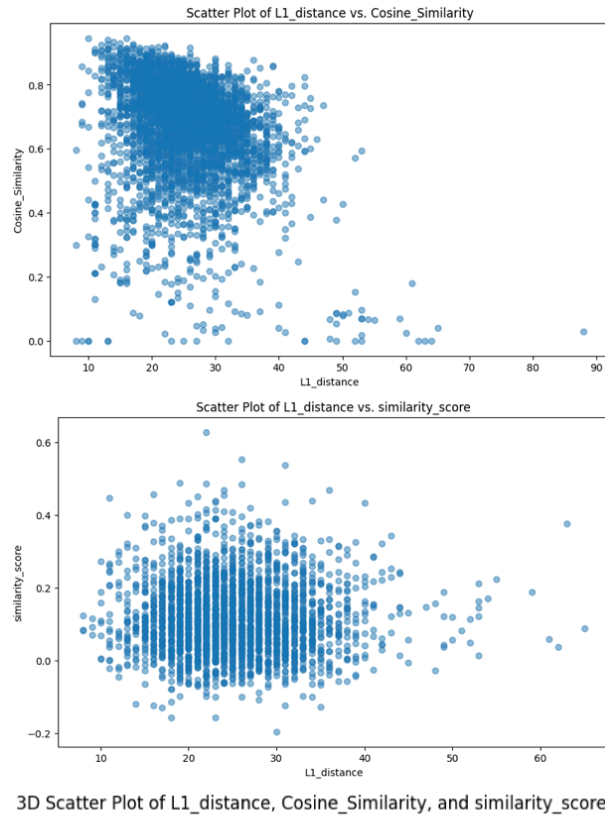 Scatter Plot of L1_distance vs. Cosine_Similarity
Cosine_Similarity
0.8
0.6
0.4
0.2
0.0
10 20 30 40 50 60 70 80 90
L1_distance
Scatter Plot of L1_distance vs. similarity_score
similarity_score
0.6
0.4
0.2
0.0
−0.2
10 20 30 40 50 60
L1_distance
3D Scatter Plot of L1_distance, Cosine_Similarity, and similarity_score